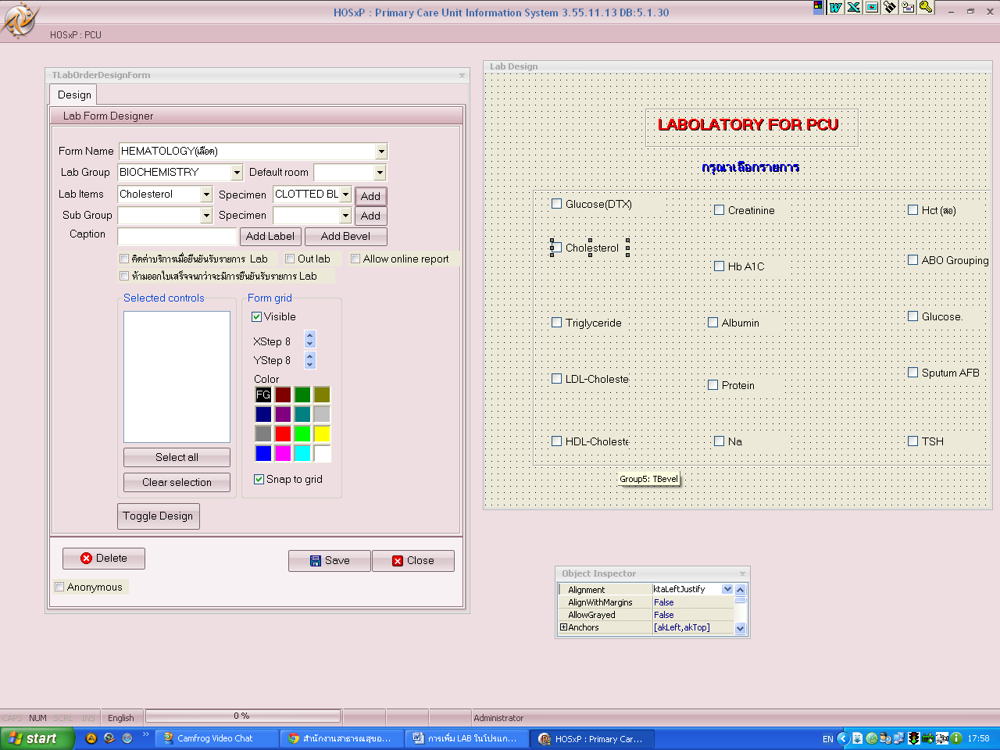 HOSxP : Primary Care Unit Information System 3.55.11.13 DB:5.1.30
HOSxP : PCU
TLabOrderDesignForm
Design
Lab Form Designer
Form Name HEMATOLOGY(เลือด)
Lab Group BIOCHEMISTRY Default room
Lab Items Cholesterol Specimen CLOTTED BL Add
Sub Group Specimen Add
Caption Add Label Add Bevel
คิดค่าบริการเมื่อยืนยันรับรายการ Lab Out lab Allow online report
ห้ามออกใบเสร็จจนกว่าจะมีการยืนยันรับรายการ Lab
Selected controls Form grid
Visible
XStep 8
YStep 8
Color
FG
Select all
Clear selection
Snap to grid
Toggle Design
Delete Save Close
Anonymous
Lab Design
LABOLATORY FOR PCU
กรุณาเลือกรายการ
Glucose(DTX) Creatinine Hct (สอ)
Cholesterol Hb A1C ABO Grouping
Triglyceride Albumin Glucose.
LDL-Choleste Protein Sputum AFB
HDL-Choleste Na TSH
Group5: TBevel
Object Inspector
Alignment ktaLeftJustify
AlignWithMargins False
AllowGrayed False
Anchors [akLeft,akTop]
CAPS NUM SCRL INS English 0 % Administrator
start Camfrog Video Chat สำนักงานสาธารณสุขอ... การเพิ่ม LAB ในโปรแก... HOSxP : Primary Car... EN 17:58